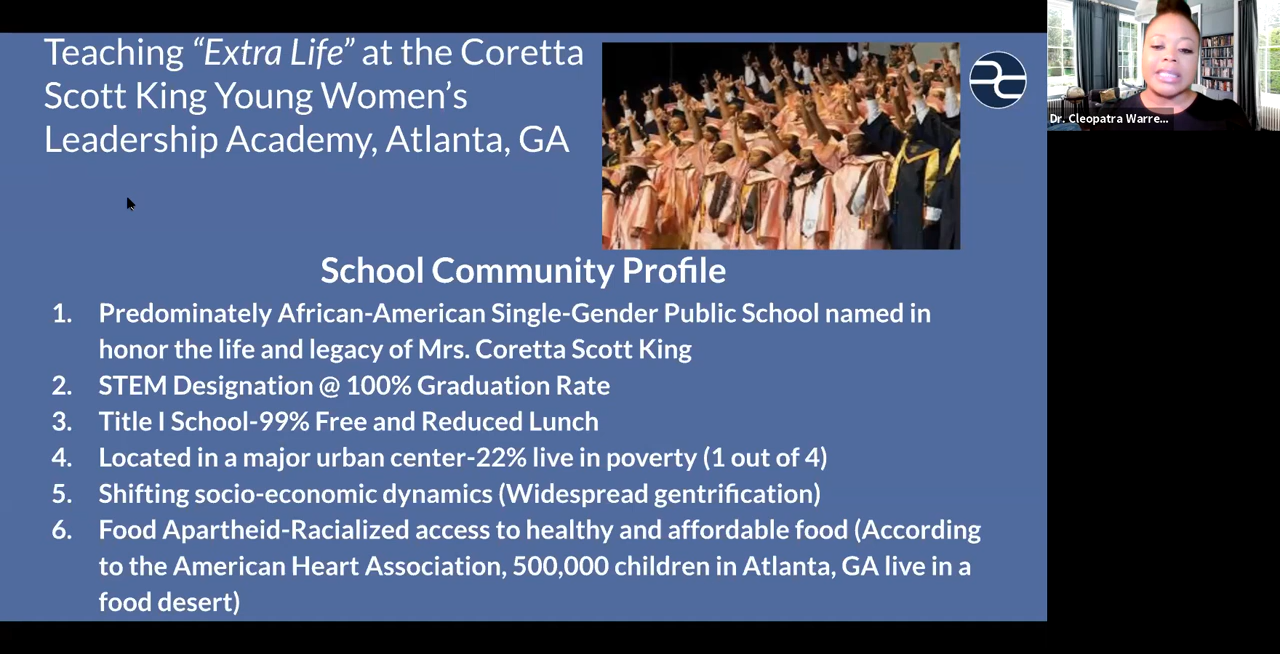 Teaching “Extra Life” at the Coretta
Scott King Young Women’s
Leadership Academy, Atlanta, GA
Dr. Cleopatra Warre...
School Community Profile
1. Predominately African-American Single-Gender Public School named in
honor the life and legacy of Mrs. Coretta Scott King
2. STEM Designation @ 100% Graduation Rate
3. Title I School-99% Free and Reduced Lunch
4. Located in a major urban center-22% live in poverty (1 out of 4)
5. Shifting socio-economic dynamics (Widespread gentrification)
6. Food Apartheid-Racialized access to healthy and affordable food (According
to the American Heart Association, 500,000 children in Atlanta, GA live in a
food desert)